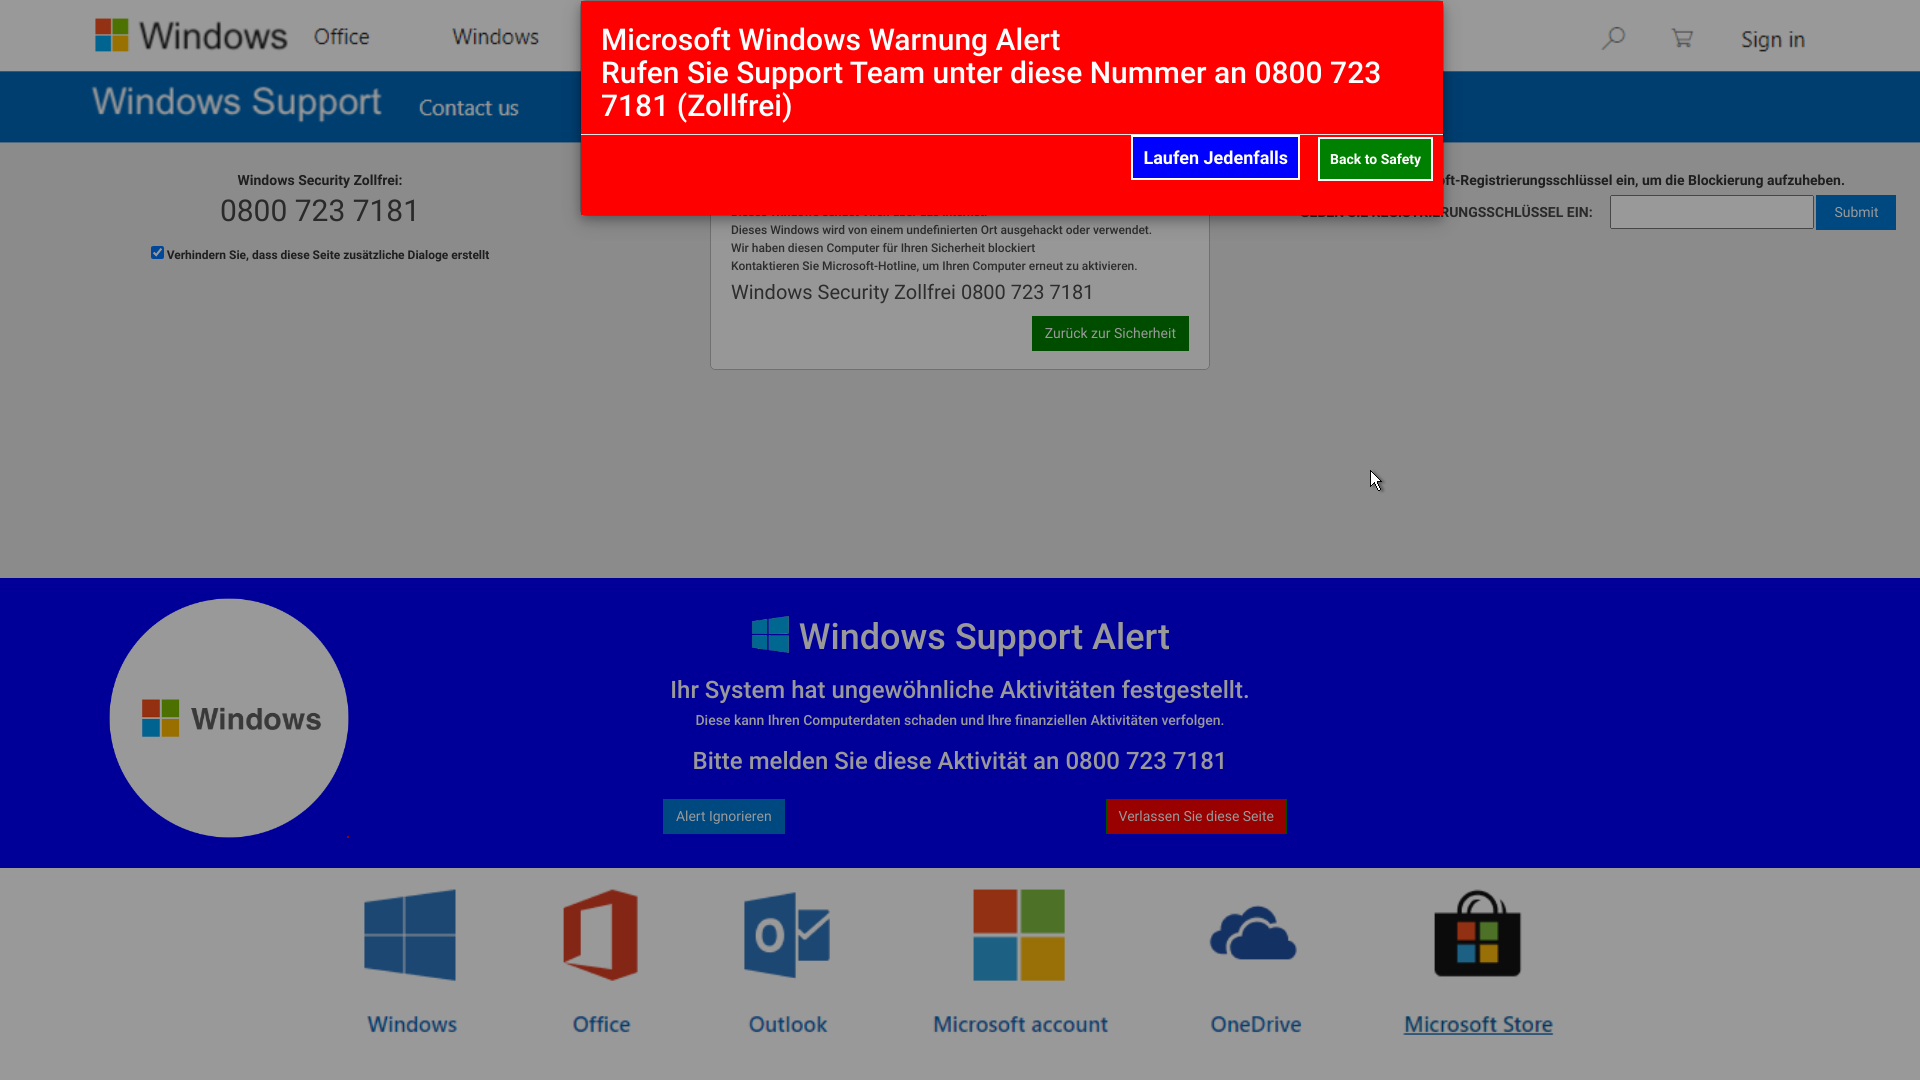 Windows
Office
Windows
Sign in
Microsoft Windows Warnung Alert
Rufen Sie Support Team unter diese Nummer an 0800 723
7181 (Zollfrei)
Laufen Jedenfalls
Back to Safety
Windows Support
Contact us
Windows Security Zollfrei:
0800 723 7181
Verhindern Sie, dass diese Seite zusätzliche Dialoge erstellt
Dieses Windows wird von einem undefinierten Ort ausgehackt oder verwendet.
Wir haben diesen Computer für Ihren Sicherheit blockiert
Kontaktieren Sie Microsoft-Hotline, um Ihren Computer erneut zu aktivieren.
Windows Security Zollfrei 0800 723 7181
Zurück zur Sicherheit
ft-Registrierungsschlüssel ein, um die Blockierung aufzuheben.
RUNGSSCHLÜSSEL EIN:
Submit
Windows
Windows Support Alert
Ihr System hat ungewöhnliche Aktivitäten festgestellt.
Diese kann Ihren Computerdaten schaden und Ihre finanziellen Aktivitäten verfolgen.
Bitte melden Sie diese Aktivität an 0800 723 7181
Alert Ignorieren
Verlassen Sie diese Seite
Windows
Office
Outlook
Microsoft account
OneDrive
Microsoft Store